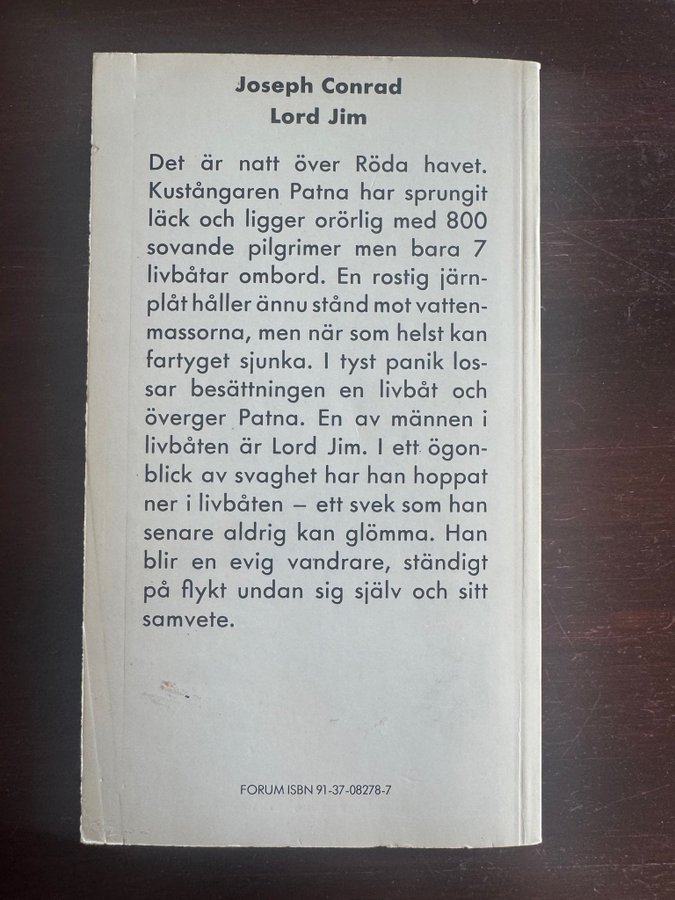 Joseph Conrad
Lord Jim
Det är natt över Röda havet.
Kustångaren Patna har sprungit
läck och ligger orörlig med 800
sovande pilgrimer men bara 7
livbåtar ombord. En rostig järn-
plåt håller ännu stånd mot vatten-
massorna, men när som helst kan
fartyget sjunka. I tyst panik los-
sar besättningen en livbåt och
överger Patna. En av männen i
livbåten är Lord Jim. I ett ögon-
blick av svaghet har han hoppat
ner i livbåten – ett svek som han
senare aldrig kan glömma. Han
blir en evig vandrare, ständigt
på flykt undan sig själv och sitt
samvete.
FORUM ISBN 91-37-08278-7